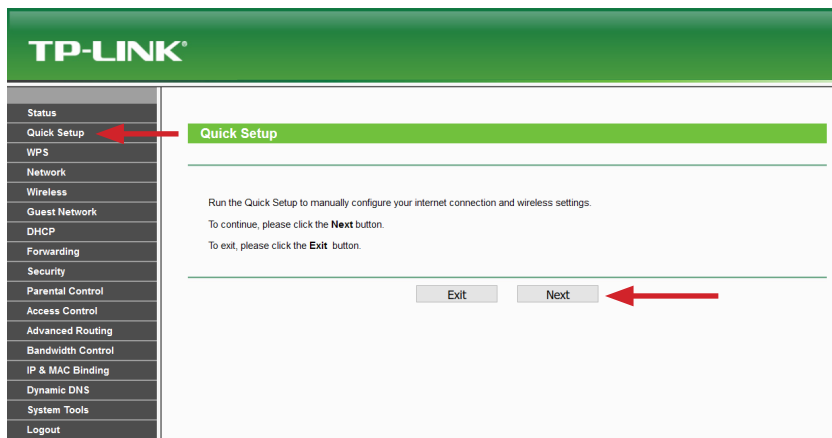 TP-LINK®
Status
Quick Setup
WPS
Network
Wireless
Guest Network
DHCP
Forwarding
Security
Parental Control
Access Control
Advanced Routing
Bandwidth Control
IP & MAC Binding
Dynamic DNS
System Tools
Logout
Quick Setup
Run the Quick Setup to manually configure your internet connection and wireless settings.
To continue, please click the Next button.
To exit, please click the Exit button.
Exit Next